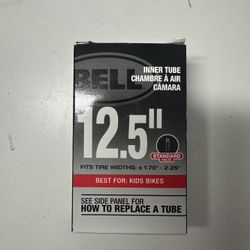 BELL
INNER TUBE
CHAMBRE À AIR
CÁMARA
12.5"
STANDARD
VALVE
FITS TIRE WIDTHS: ± 1.75" - 2.25"
BEST FOR: KIDS BIKES
SEE SIDE PANEL FOR
HOW TO REPLACE A TUBE